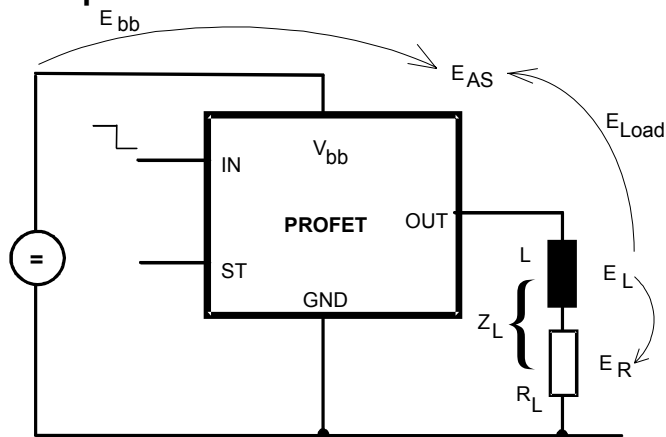 E bb
E AS
E Load
V bb
IN
OUT
PROFET
L
ST
E L
GND
Z L
{
E R
R L
=